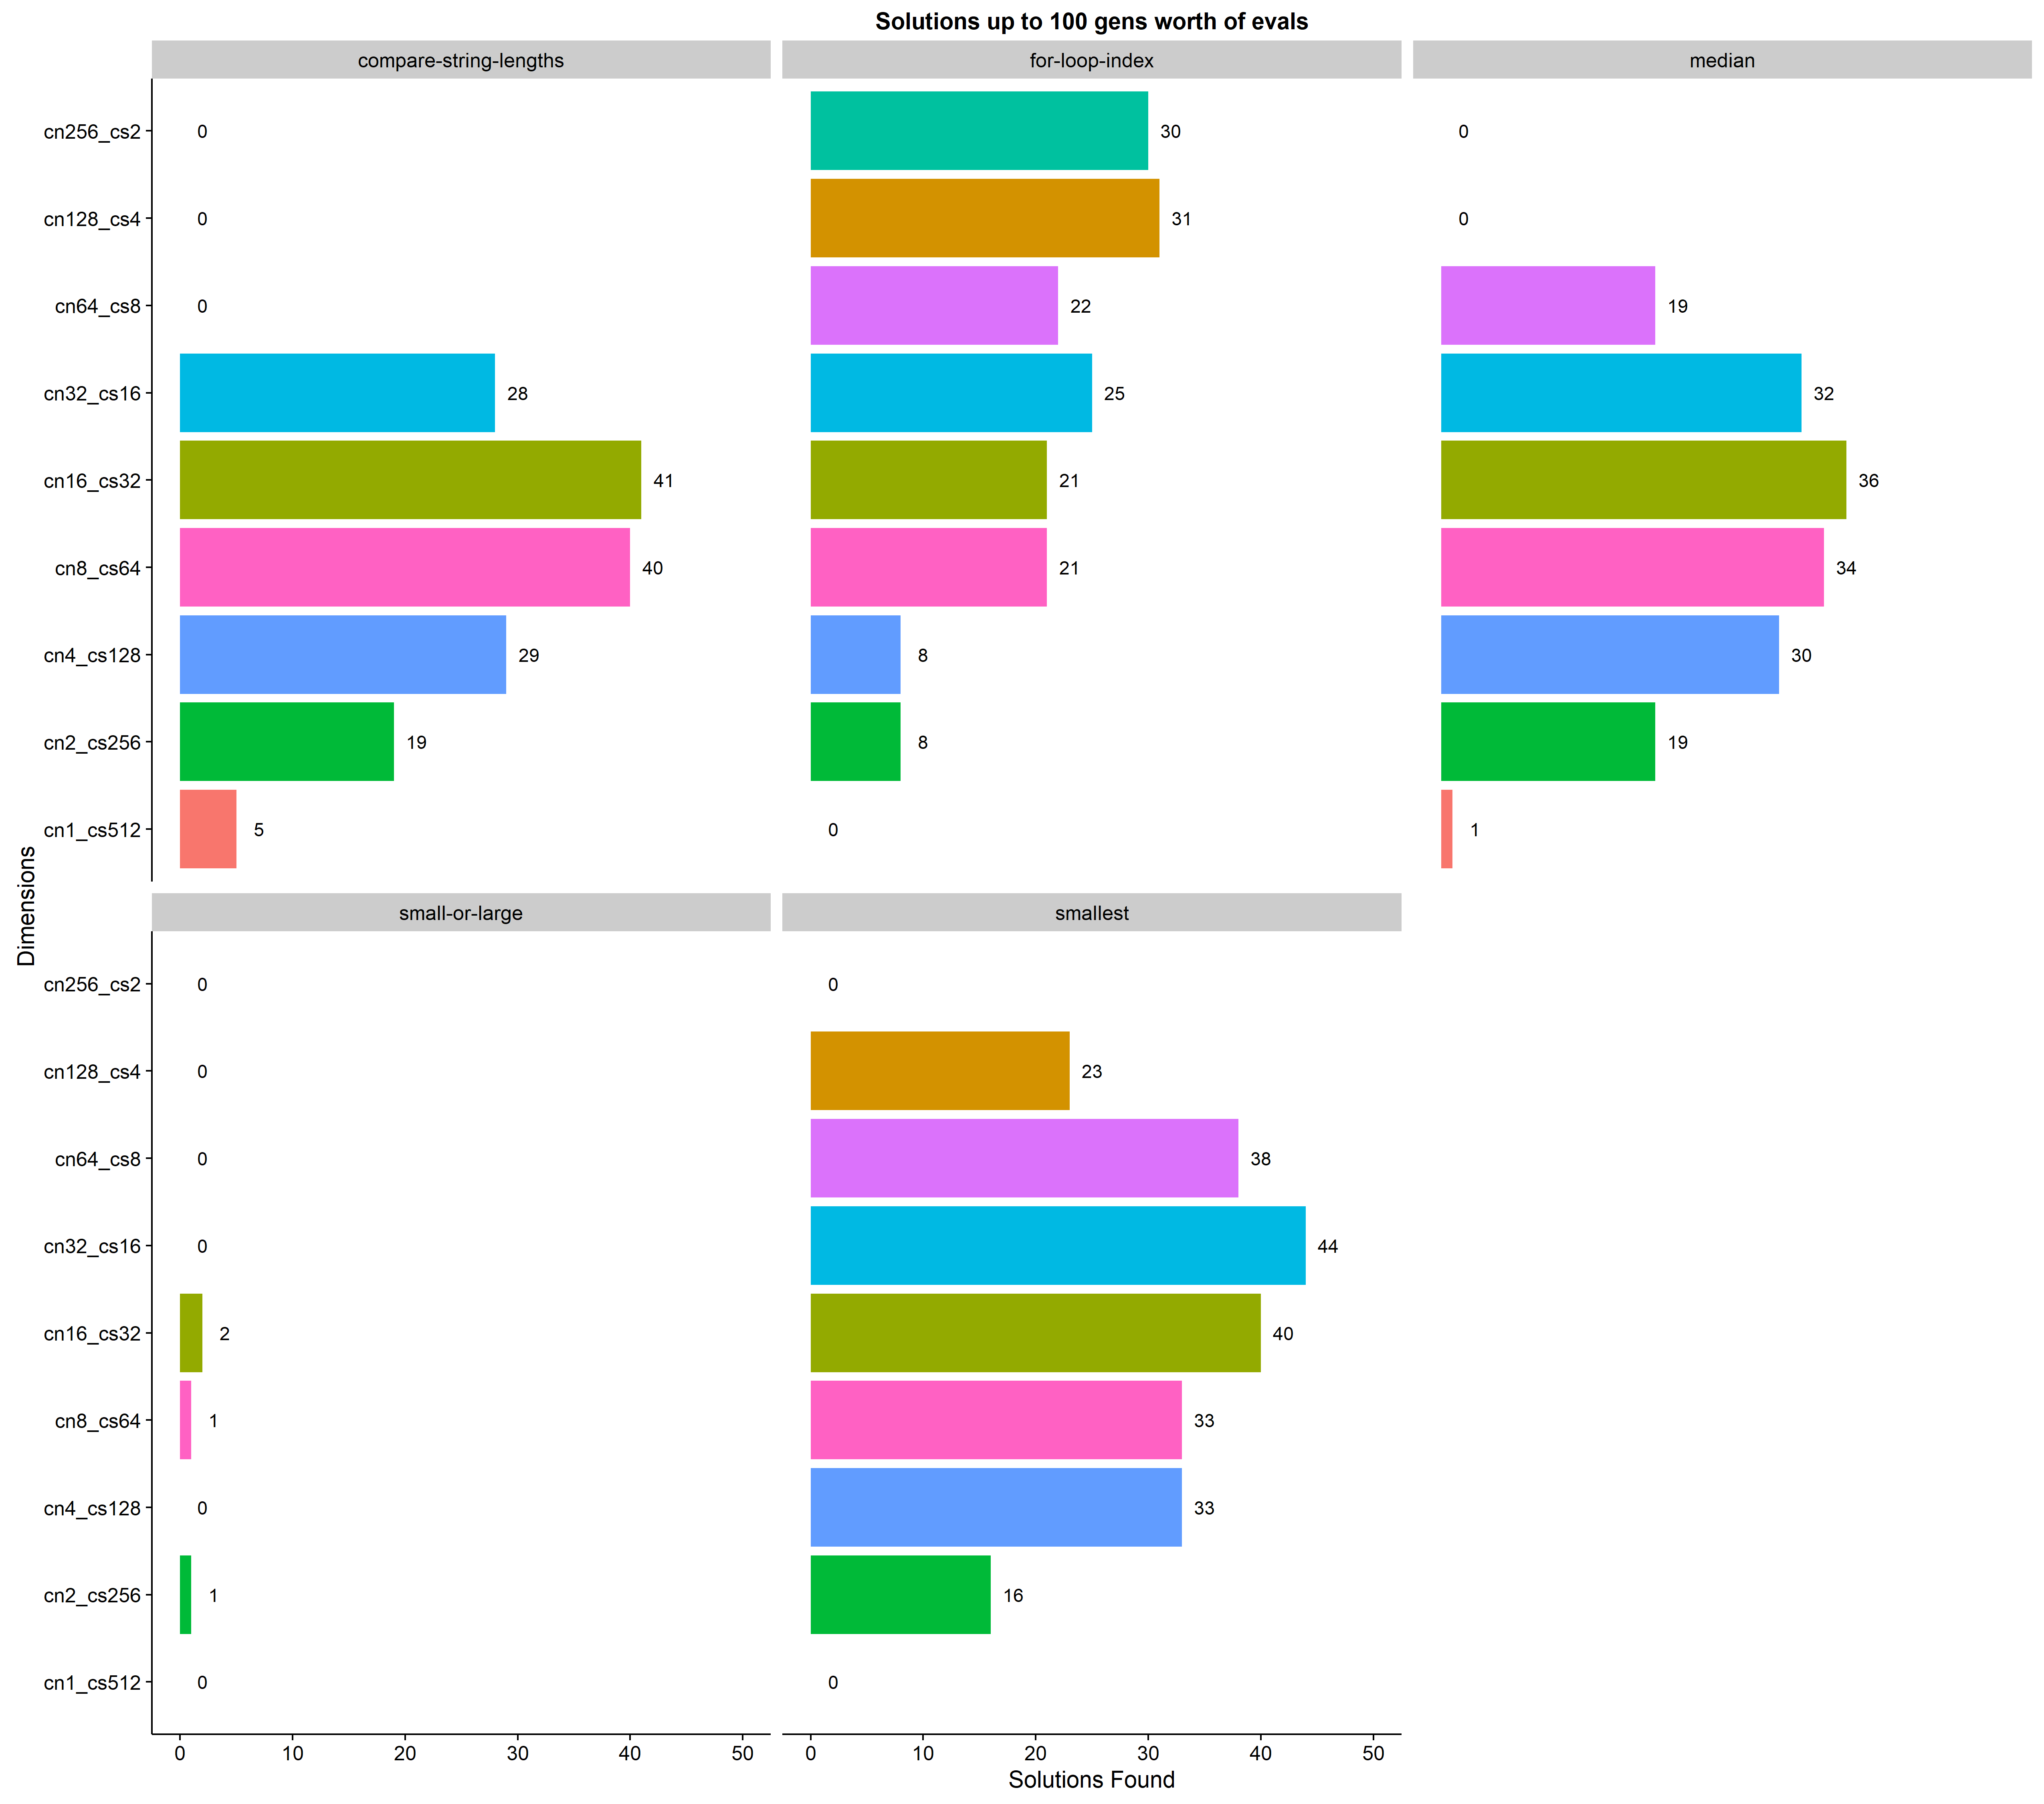 Solutions up to 100 gens worth of evals
compare-string-lengths for-loop-index median
cn256_cs2 0 30 0
cn128_cs4 0 31 0
cn64_cs8 0 22 19
cn32_cs16 28 25 32
cn16_cs32 41 21 36
cn8_cs64 40 21 34
cn4_cs128 29 8 30
cn2_cs256 19 8 19
cn1_cs512 5 0 1
Dimensions
small-or-large smallest
cn256_cs2 0 0
cn128_cs4 0 23
cn64_cs8 0 38
cn32_cs16 0 44
cn16_cs32 2 40
cn8_cs64 1 33
cn4_cs128 0 33
cn2_cs256 1 16
cn1_cs512 0 0
0 10 20 30 40 50 0 10 20 30 40 50
Solutions Found